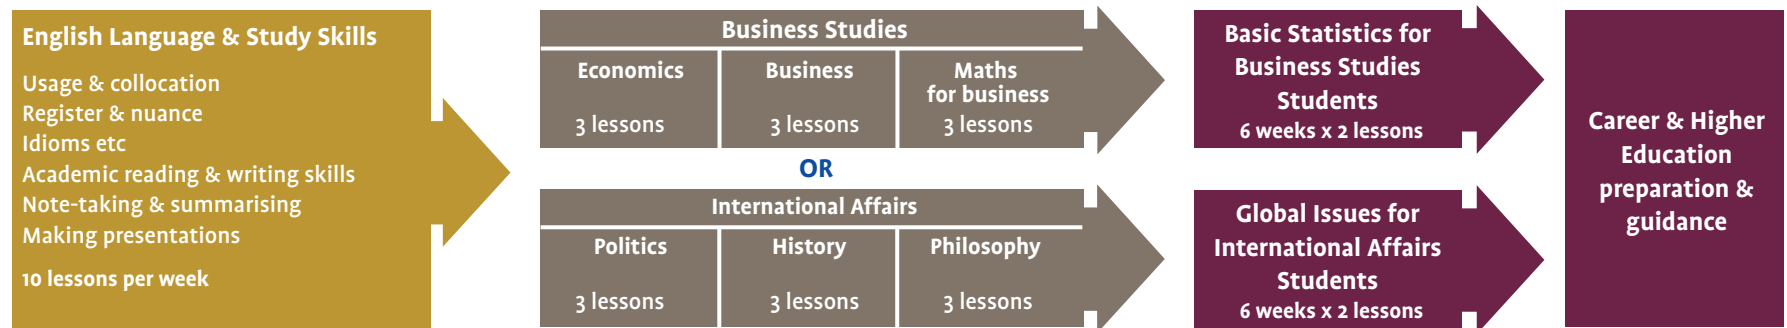 English Language & Study Skills
Usage & collocation
Register & nuance
Idioms etc
Academic reading & writing skills
Note-taking & summarising
Making presentations
10 lessons per week
Business Studies
Economics
3 lessons
Business
3 lessons
Maths
for business
3 lessons
OR
International Affairs
Politics
3 lessons
History
3 lessons
Philosophy
3 lessons
Basic Statistics for
Business Studies
Students
6 weeks x 2 lessons
Global Issues for
International Affairs
Students
6 weeks x 2 lessons
Career & Higher
Education
preparation &
guidance